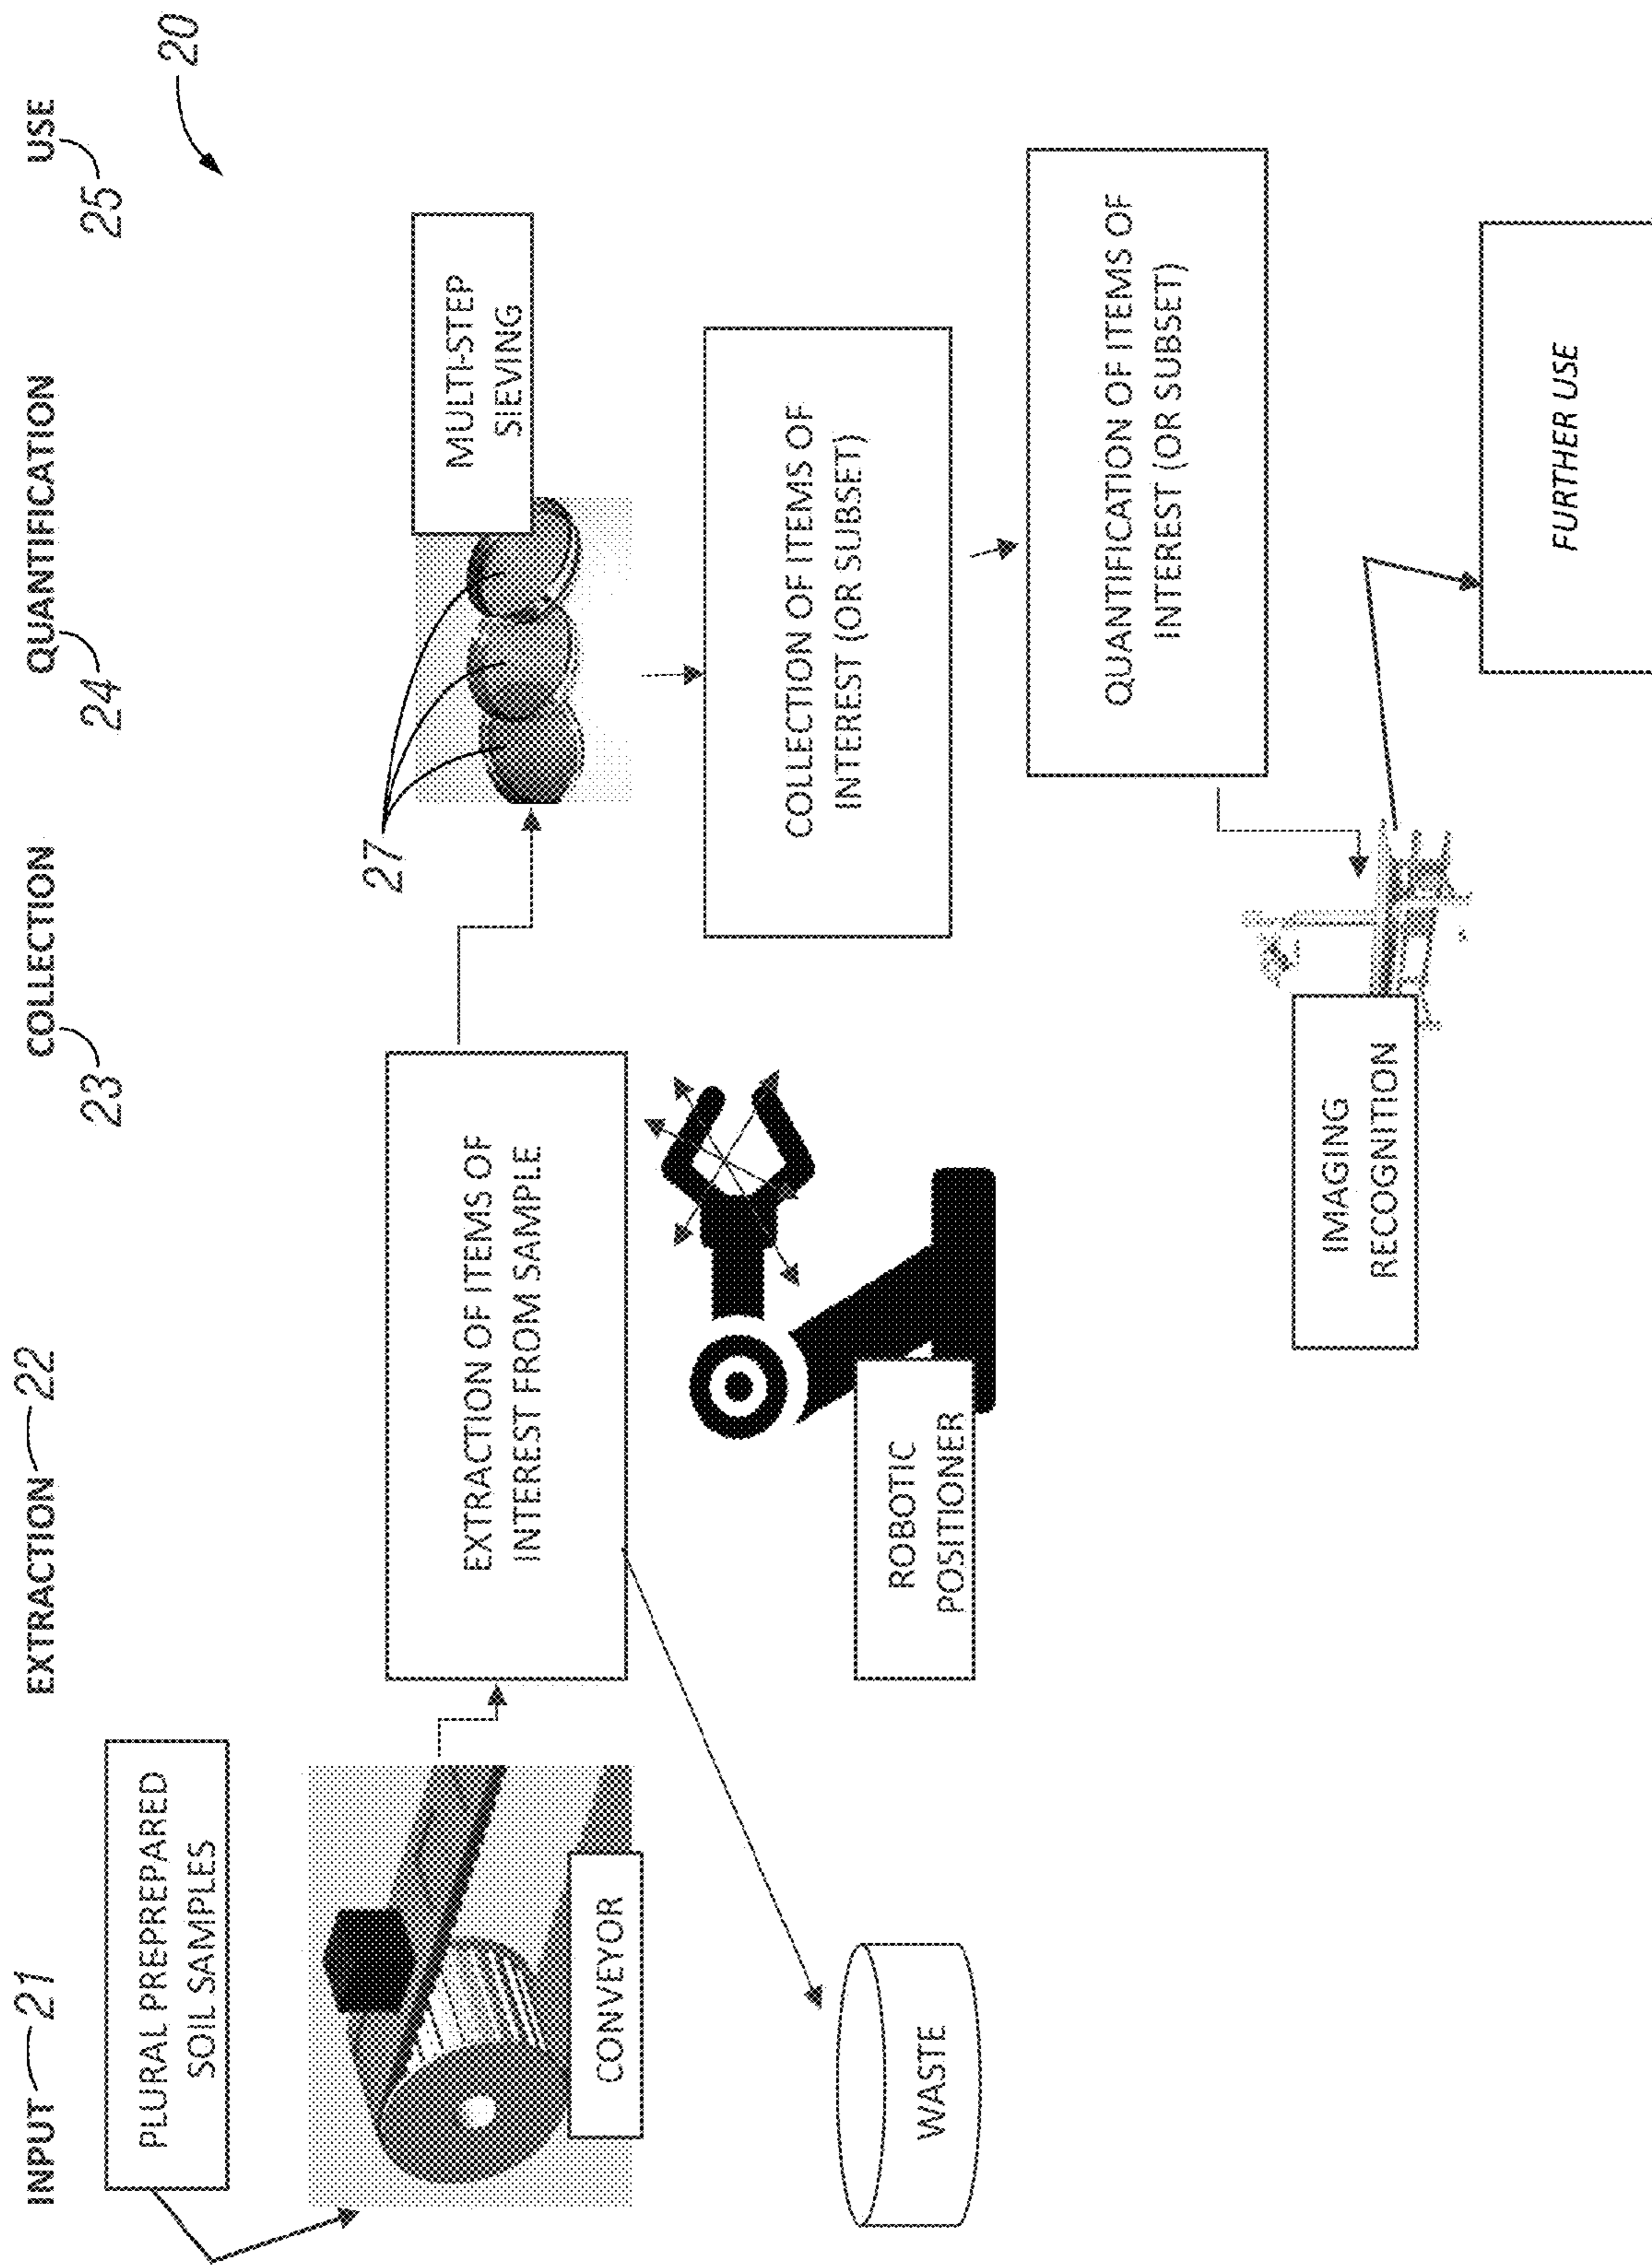 INPUT 21
EXTRACTION 22
COLLECTION
23
QUANTIFICATION
24
USE
25
20
PLURAL PREPREPARED
SOIL SAMPLES
CONVEYOR
WASTE
EXTRACTION OF ITEMS OF
INTEREST FROM SAMPLE
ROBOTIC
POSITIONER
27
MULTI-STEP
SIEVING
COLLECTION OF ITEMS OF
INTEREST (OR SUBSET)
QUANTIFICATION OF ITEMS OF
INTEREST (OR SUBSET)
IMAGING
RECOGNITION
FURTHER USE